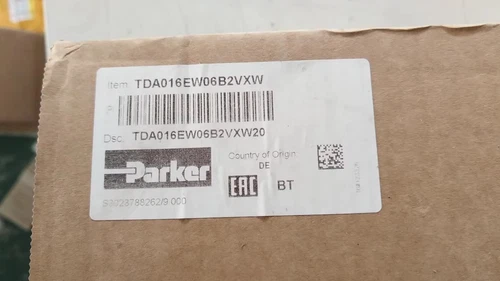 Item: TDA016EW06B2VXW
P:
Dsc: TDA016EW06B2VXW20
Parker
Country of Origin
DE
EAC
BT